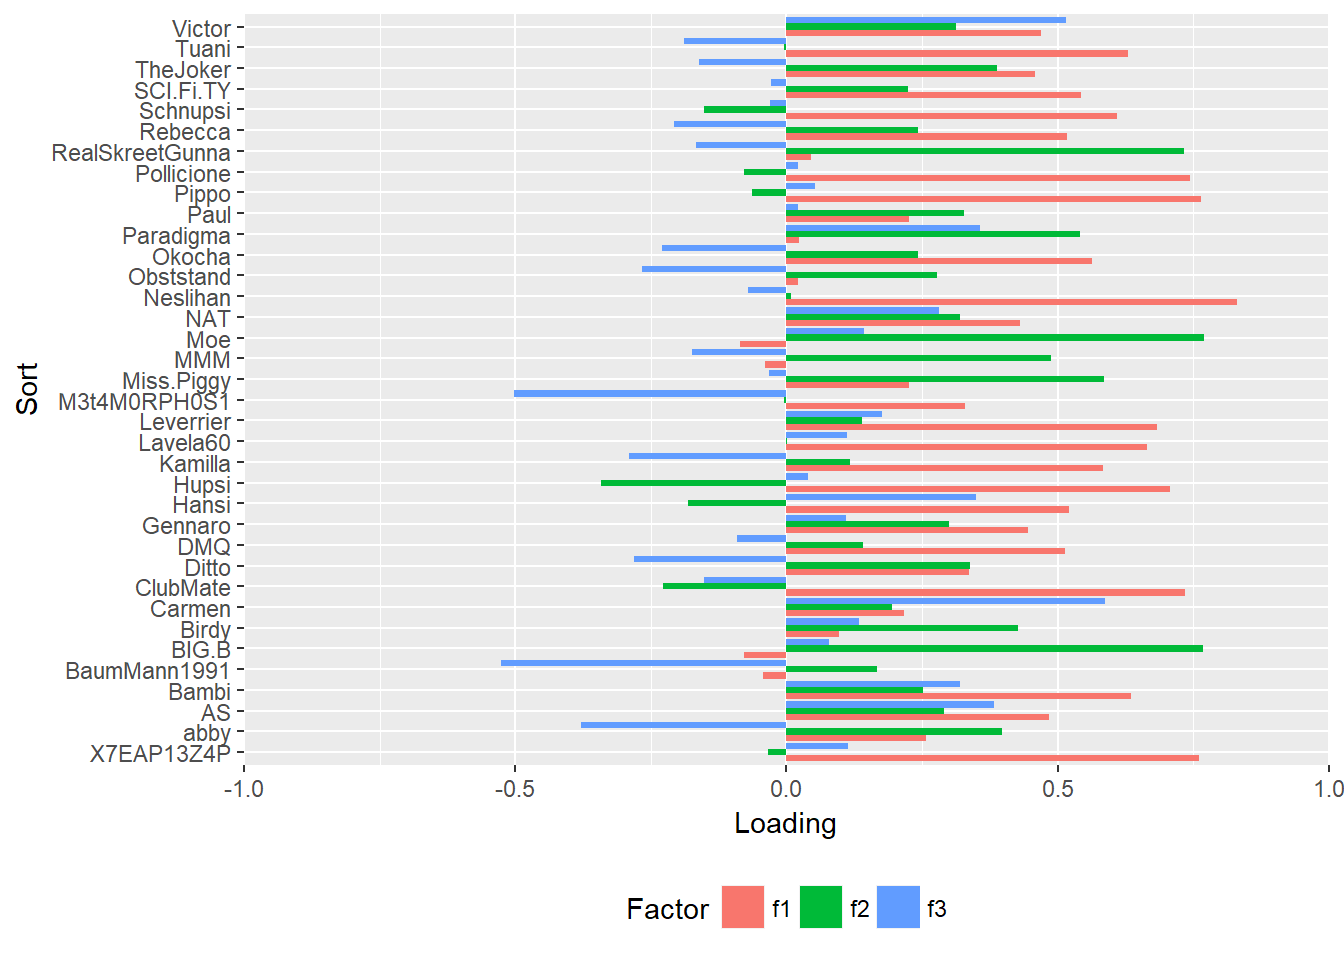 Victor
Tuani
TheJoker
SCI.Fi.TY
Schnupsi
Rebecca
RealSkreetGunna
Pollicione
Pippo
Paul
Paradigma
Okocha
Obststand
Neslihan
NAT
Moe
MMM
Miss.Piggy
M3t4M0RPH0S1
Leverrier
Lavela60
Kamilla
Hupsi
Hansi
Gennaro
DMQ
Ditto
ClubMate
Carmen
Birdy
BIG.B
BaumMann1991
Bambi
AS
abby
X7EAP13Z4P
Sort
-1.0 -0.5 0.0 0.5 1.0
Loading
Factor f1 f2 f3